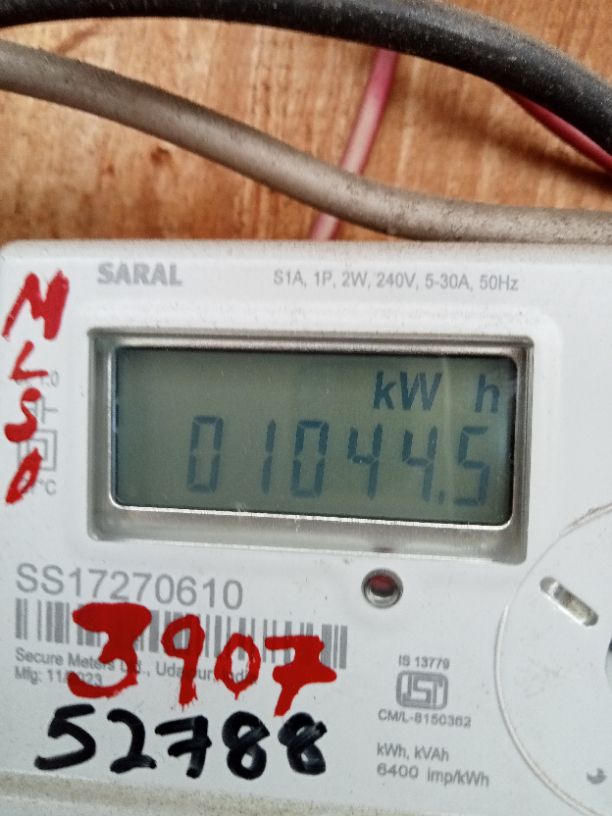 SARAL
S1A, 1P, 2W, 240V, 5-30A, 50Hz
MLSO
kW h
01044.5
°C
SS17270610
3907
Secure Meters Ltd., Udaipur,
Mfg: 11/2023
52788
IS 13779
ISI
CM/L-8150362
kWh, kVAh
6400 imp/kWh